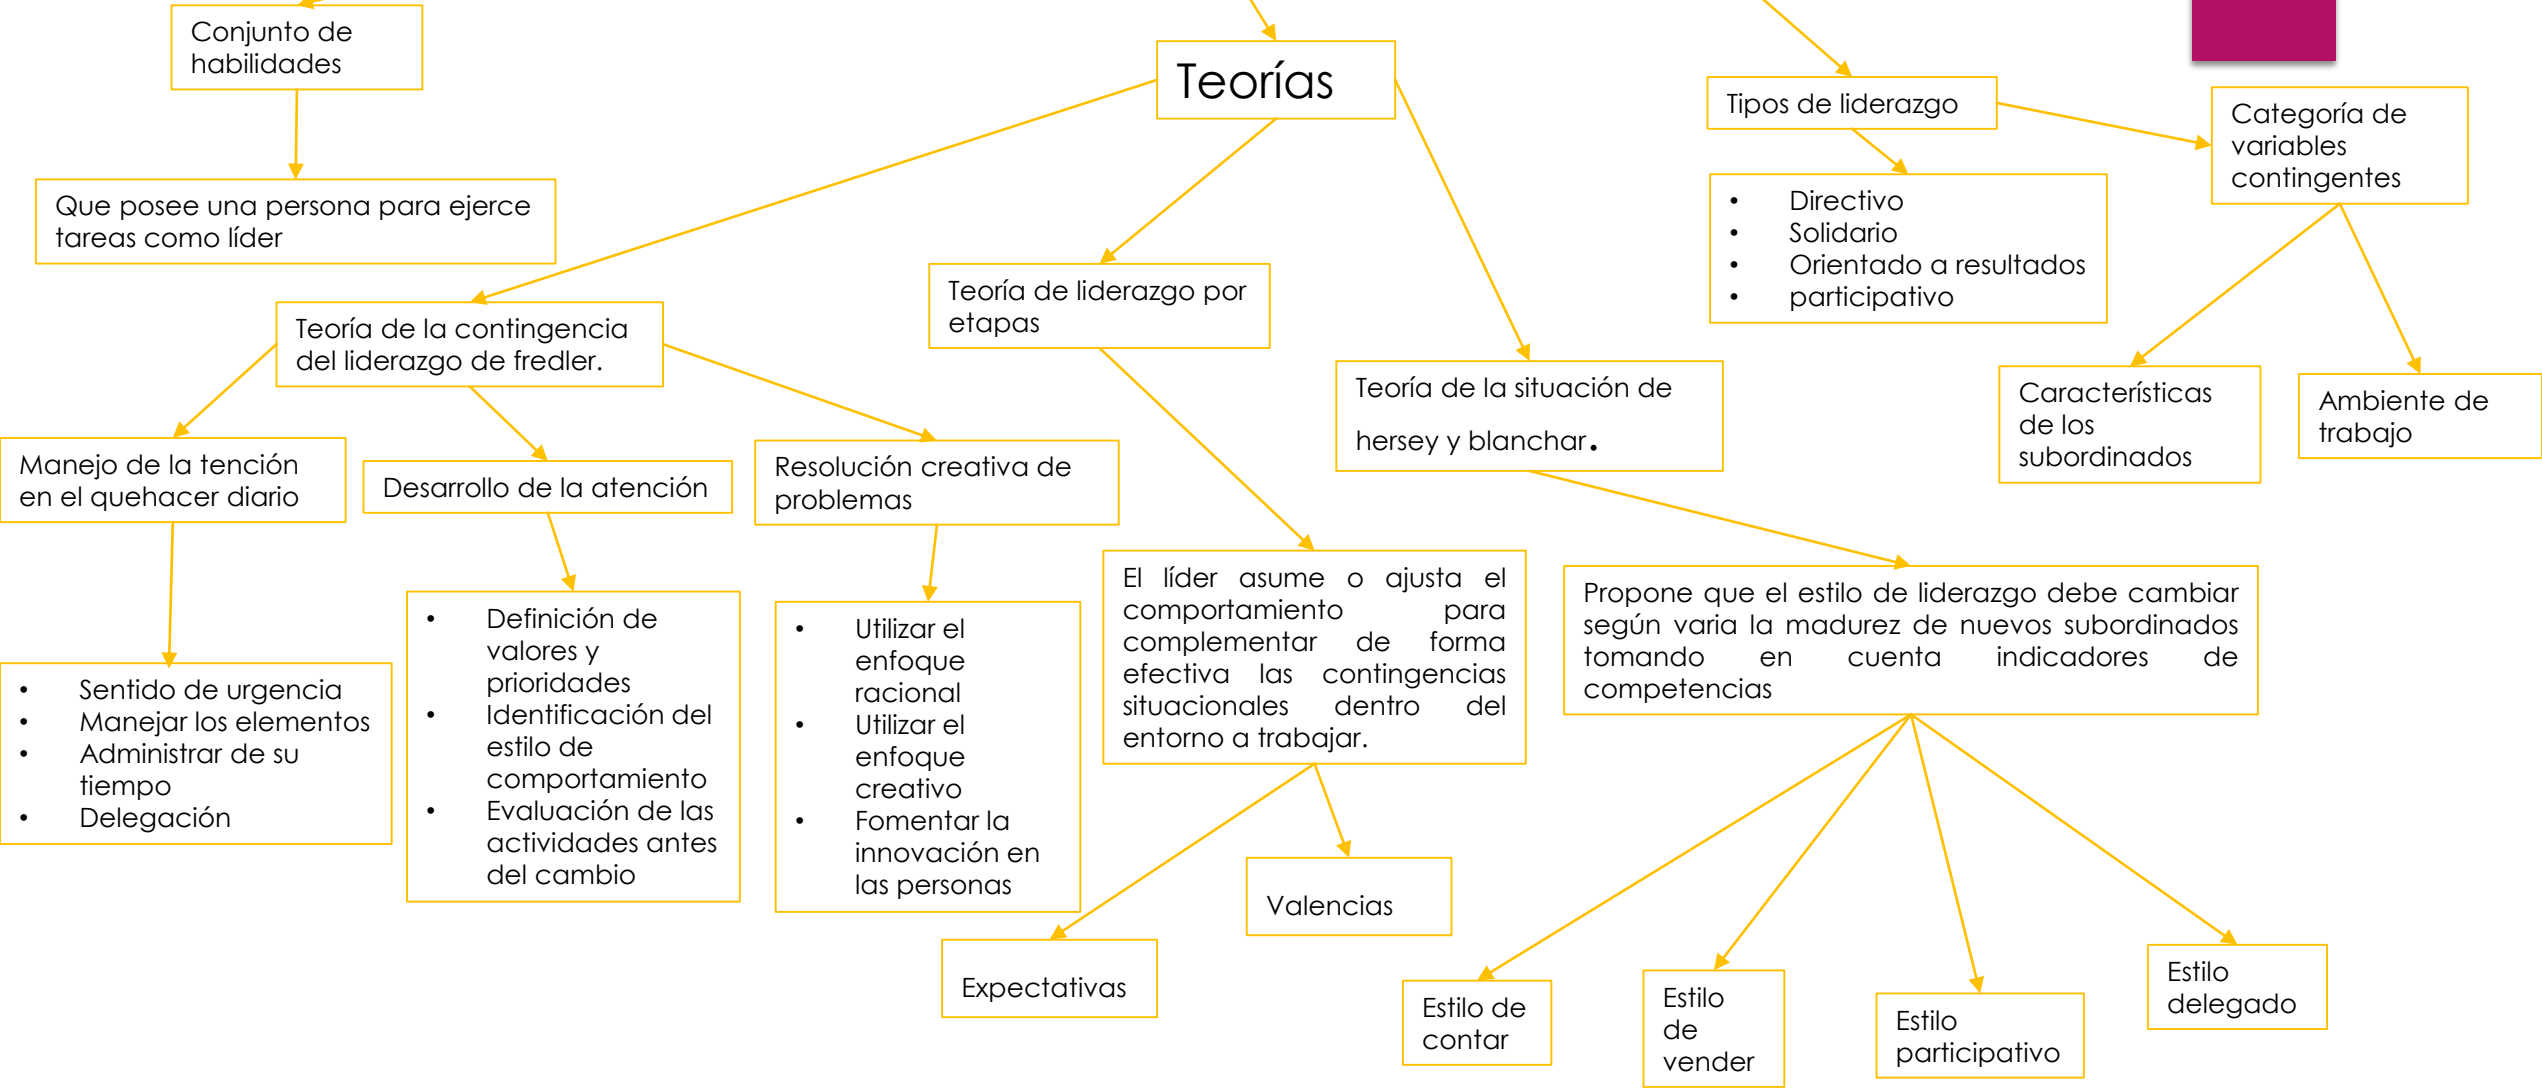 Conjunto de
habilidades
Que posee una persona para ejerce
tareas como líder
Teorías
Teoría de la contingencia
del liderazgo de fredler.
Manejo de la tención
en el quehacer diario
• Sentido de urgencia
• Manejar los elementos
• Administrar de su
tiempo
• Delegación
Desarrollo de la atención
• Definición de
valores y
prioridades
• Identificación del
estilo de
comportamiento
• Evaluación de las
actividades antes
del cambio
Resolución creativa de
problemas
• Utilizar el
enfoque
racional
• Utilizar el
enfoque
creativo
• Fomentar la
innovación en
las personas
Teoría de liderazgo por
etapas
El líder asume o ajusta el
comportamiento para
complementar de forma
efectiva las contingencias
situacionales dentro del
entorno a trabajar.
Expectativas
Valencias
Teoría de la situación de
hersey y blanchar.
Propone que el estilo de liderazgo debe cambiar
según varia la madurez de nuevos subordinados
tomando en cuenta indicadores de
competencias
Estilo de
contar
Estilo
de
vender
Estilo
participativo
Estilo
delegado
Tipos de liderazgo
• Directivo
• Solidario
• Orientado a resultados
• participativo
Categoría de
variables
contingentes
Características
de los
subordinados
Ambiente de
trabajo